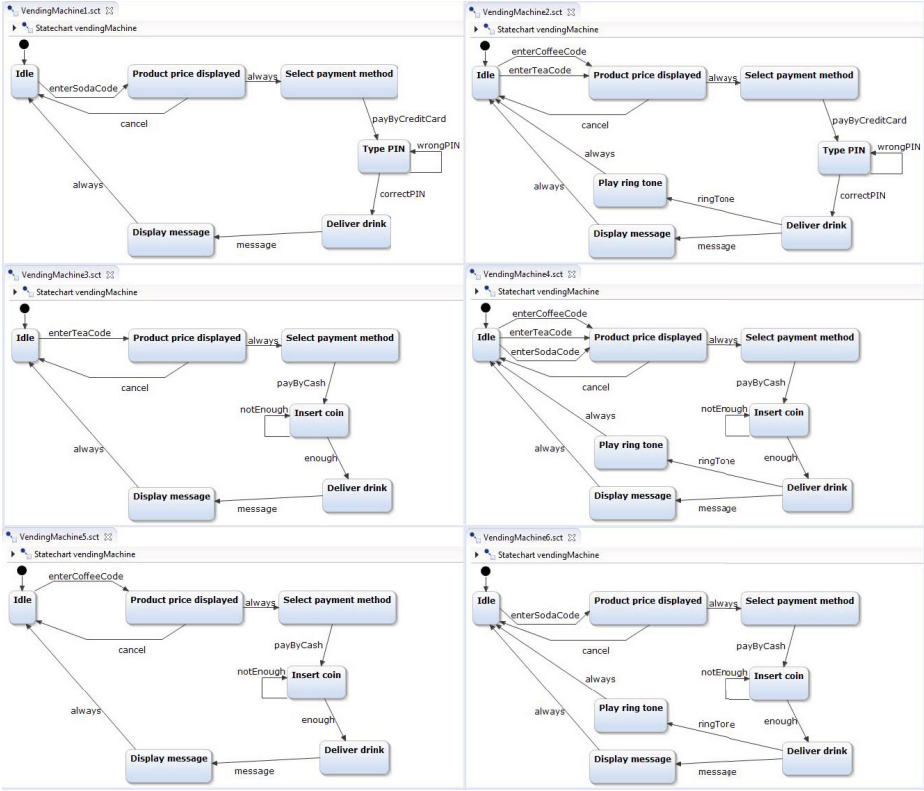 VendingMachine1.sct
Statechart vendingMachine
Idle
enterSodaCode
Product price displayed
always
Select payment method
cancel
payByCreditCard
Type PIN
wrongPIN
correctPIN
always
Deliver drink
Display message
message
VendingMachine2.sct
Statechart vendingMachine
enterCoffeeCode
Idle
enterTeaCode
Product price displayed
always
Select payment method
cancel
payByCreditCard
Type PIN
wrongPIN
always
Play ring tone
always
ringTone
correctPIN
Deliver drink
Display message
message
VendingMachine3.sct
Statechart vendingMachine
Idle
enterTeaCode
Product price displayed
always
Select payment method
cancel
payByCash
notEnough
Insert coin
always
enough
Deliver drink
Display message
message
VendingMachine4.sct
Statechart vendingMachine
enterCoffeeCode
Idle
enterTeaCode
Product price displayed
always
Select payment method
enterSodaCode
cancel
payByCash
notEnough
Insert coin
always
always
Play ring tone
ringTone
enough
Deliver drink
Display message
message
VendingMachine5.sct
Statechart vendingMachine
enterCoffeeCode
Idle
Product price displayed
always
Select payment method
cancel
payByCash
notEnough
Insert coin
always
enough
Deliver drink
Display message
message
VendingMachine6.sct
Statechart vendingMachine
Idle
enterSodaCode
Product price displayed
always
Select payment method
cancel
payByCash
notEnough
Insert coin
always
always
Play ring tone
ringTone
enough
Deliver drink
Display message
message